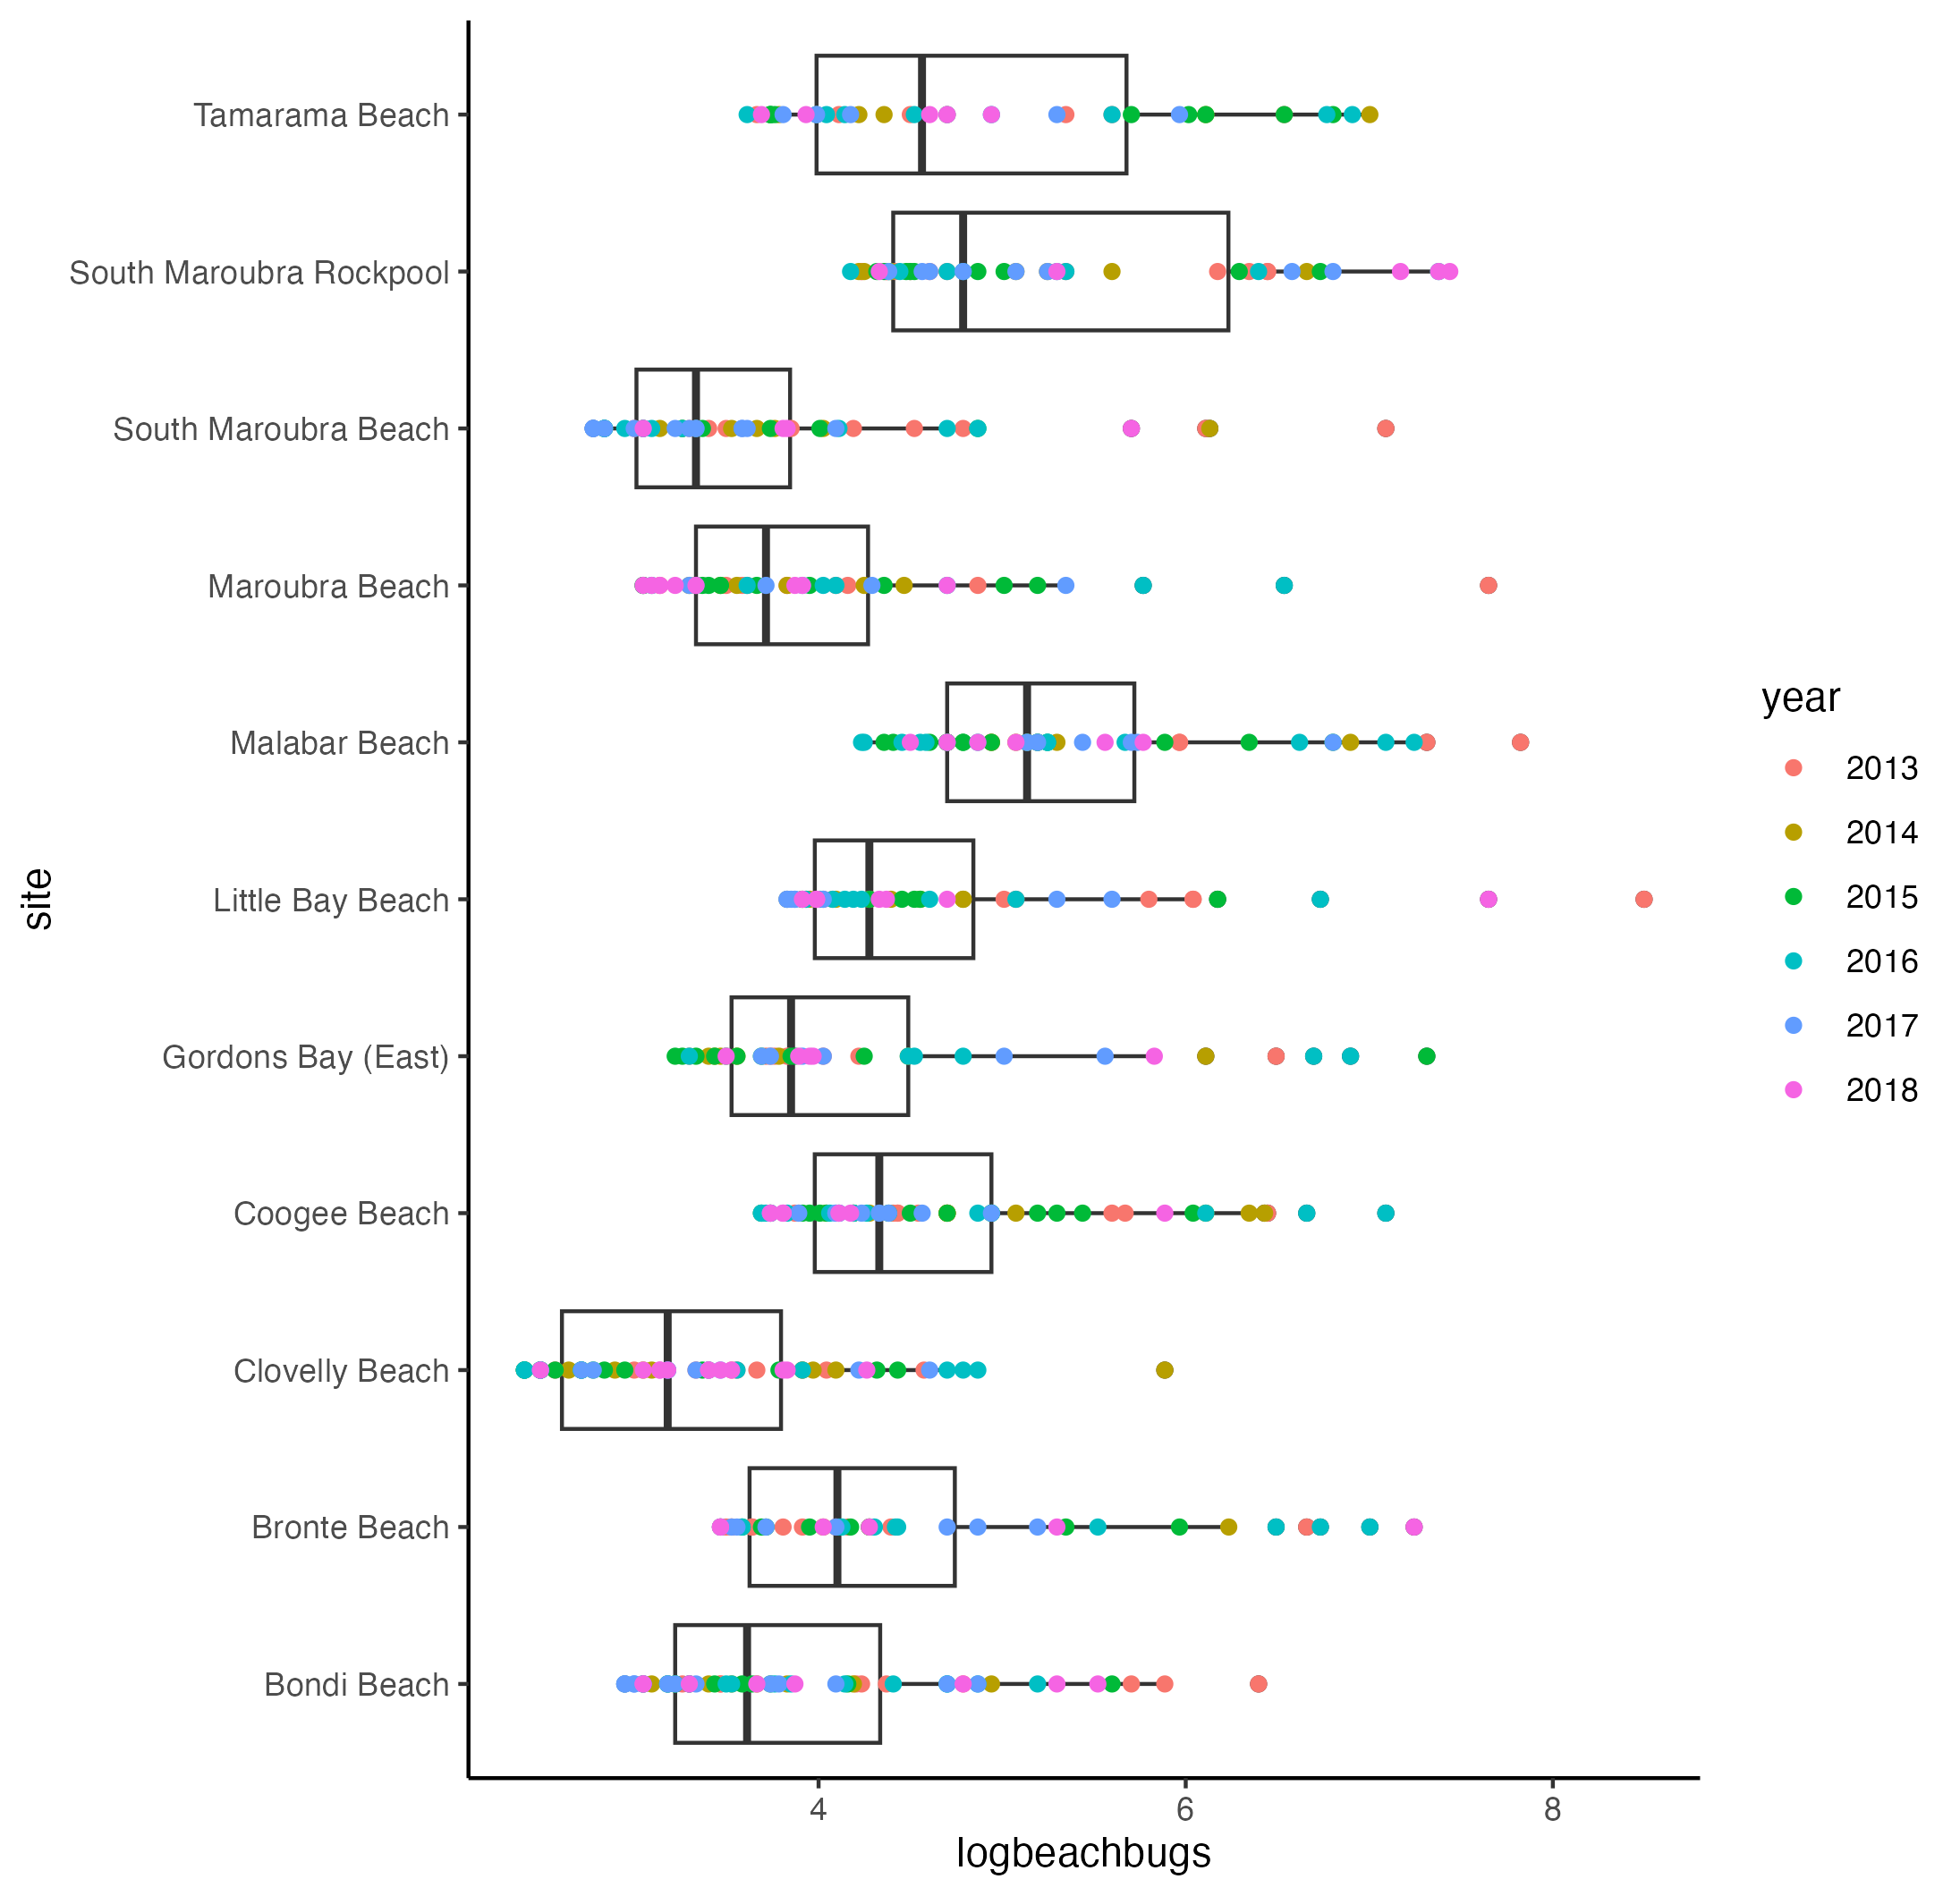 Tamarama Beach
South Maroubra Rockpool
South Maroubra Beach
Maroubra Beach
Malabar Beach
Little Bay Beach
Gordons Bay (East)
Coogee Beach
Clovelly Beach
Bronte Beach
Bondi Beach
site
4 6 8
logbeachbugs
year
2013
2014
2015
2016
2017
2018